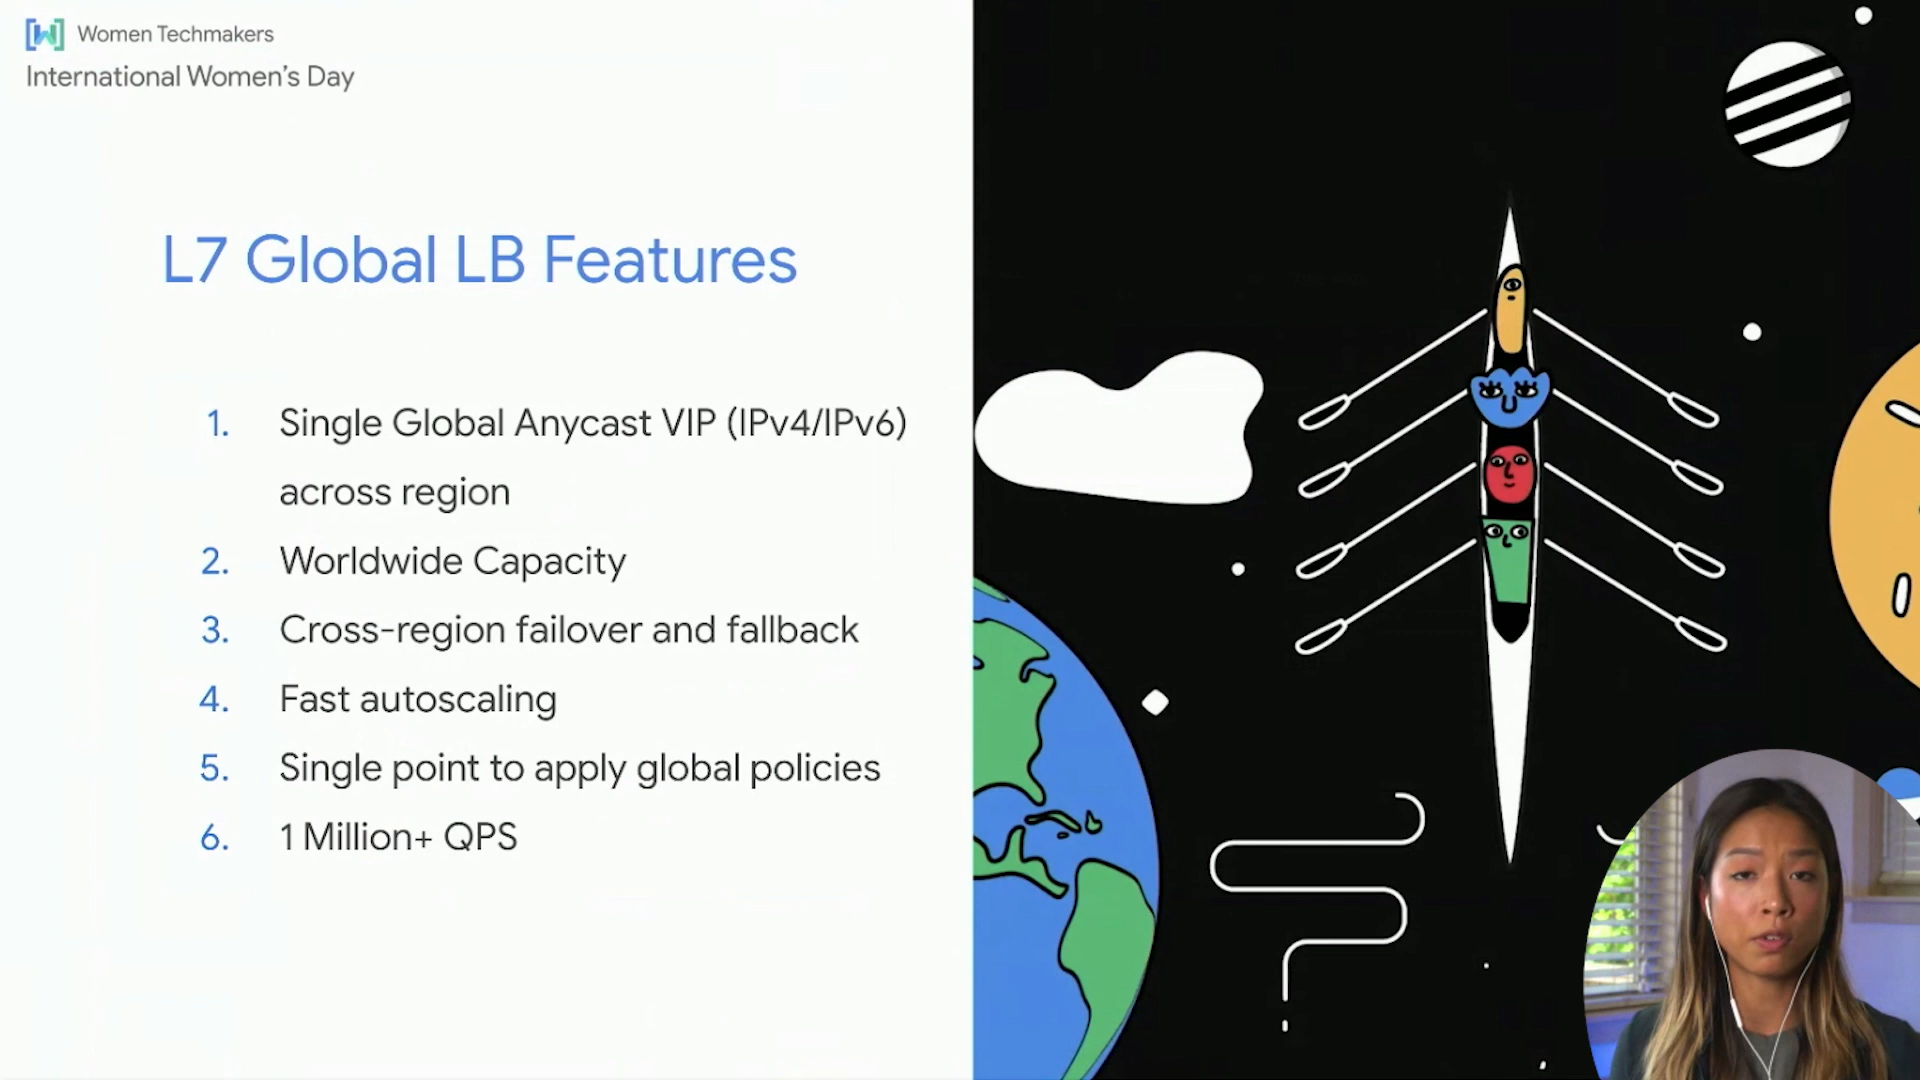 Women Techmakers
International Women's Day
L7 Global LB Features
1. Single Global Anycast VIP (IPv4/IPv6)
across region
2. Worldwide Capacity
3. Cross-region failover and fallback
4. Fast autoscaling
5. Single point to apply global policies
6. 1 Million+ QPS